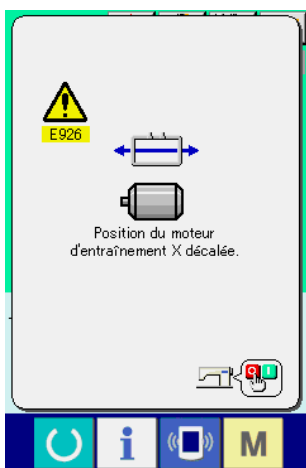 E926
Position du moteur
d'entraînement X décalée.
M